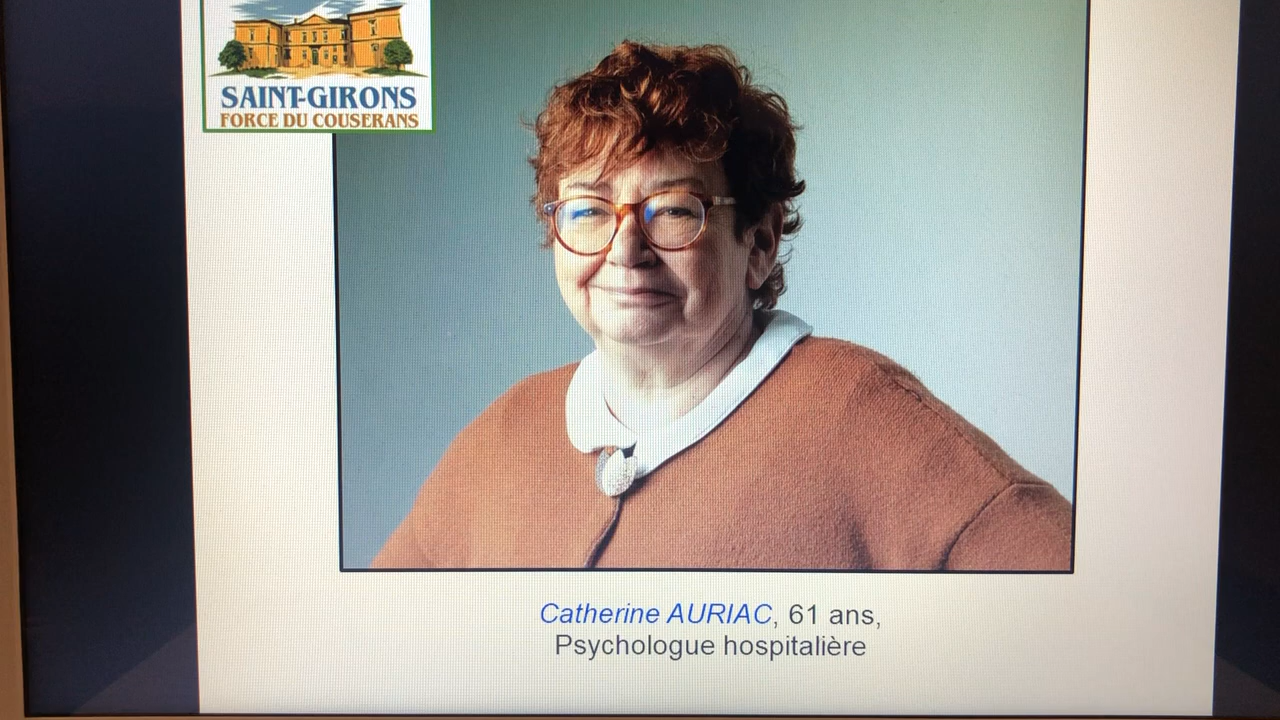 SAINT-GIRONS
FORCE DU COUSERANS
Catherine AURIAC, 61 ans,
Psychologue hospitalière